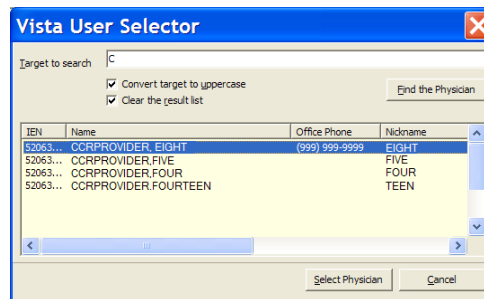 Vista User Selector
Target to search C
Convert target to uppercase
Clear the result list
Find the Physician
IEN Name Office Phone Nickname
52063... CCRPROVIDER, EIGHT (999) 999-9999 EIGHT
52063... CCRPROVIDER,FIVE FIVE
52063... CCRPROVIDER,FOUR FOUR
52063... CCRPROVIDER,FOURTEEN TEEN
Select Physician Cancel